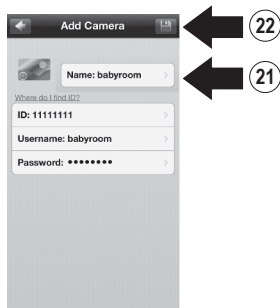 Add Camera
22
Name: babyroom
21
Where do I find ID?
ID: 11111111
Username: babyroom
Password: ••••••••